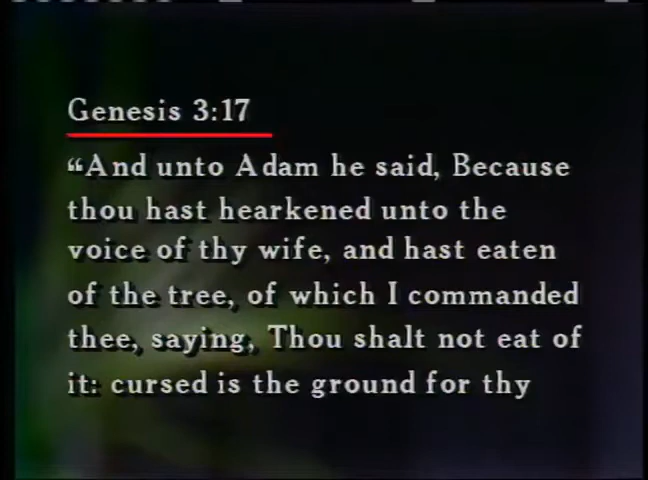 Genesis 3:17
“And unto Adam he said, Because
thou hast hearkened unto the
voice of thy wife, and hast eaten
of the tree, of which I commanded
thee, saying, Thou shalt not eat of
it: cursed is the ground for thy